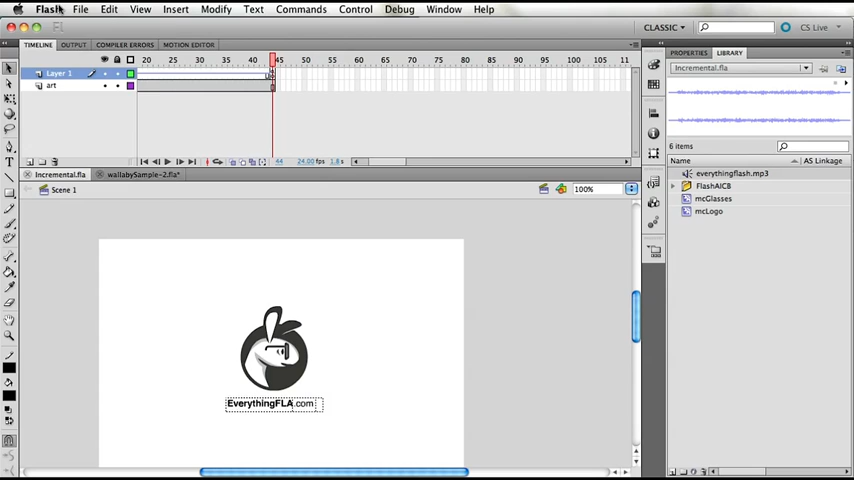 Flash File Edit View Insert Modify Text Commands Control Debug Window Help
Fl CLASSIC CS Live
TIMELINE OUTPUT COMPILER ERRORS MOTION EDITOR
PROPERTIES LIBRARY
20 25 30 35 40 45 50 55 60 65 70 75 80 85 90 95 100 105 11
Incremental.fla
Layer 1
art
6 items
Name AS Linkage
everythingflash.mp3
FlashAICB
mcGlasses
mcLogo
44 24.00 fps 1.8 s
Incremental.fla wallabySample-2.fla*
Scene 1 100%
EverythingFLA.com